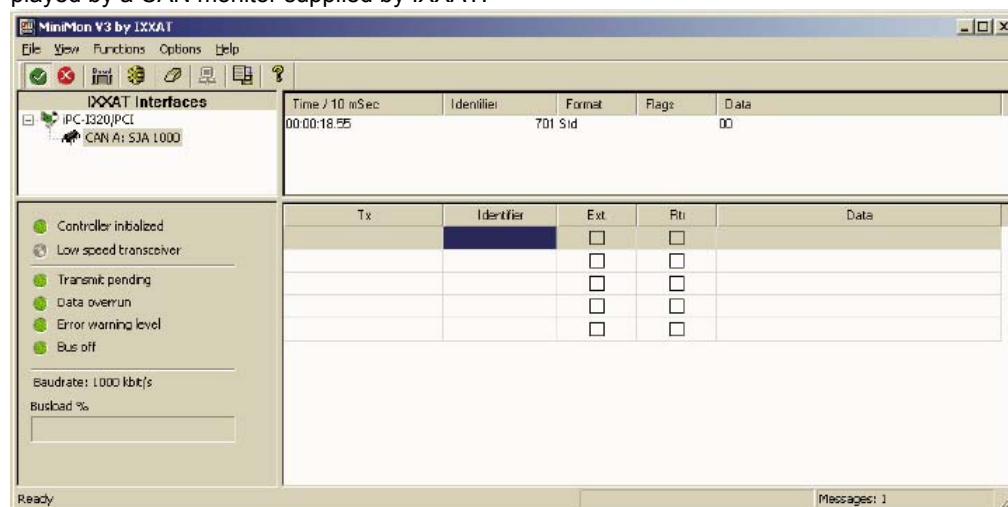 played by a CAN monitor supplied by IXXAT.
MiniMon V3 by IXXAT
File View Functions Options Help
IXXAT Interfaces
iPC-I320/PCI
CAN A: SJA 1000
Time / 10 mSec Identifier Format Flags Data
00:00:18.55 701 Std 00
Controller initialized
Low speed transceiver
Transmit pending
Data overrun
Error warning level
Bus off
Baudrate: 1000 kbit/s
Busload %
Tx Identifier Ext Rtr Data
Ready Messages: 1